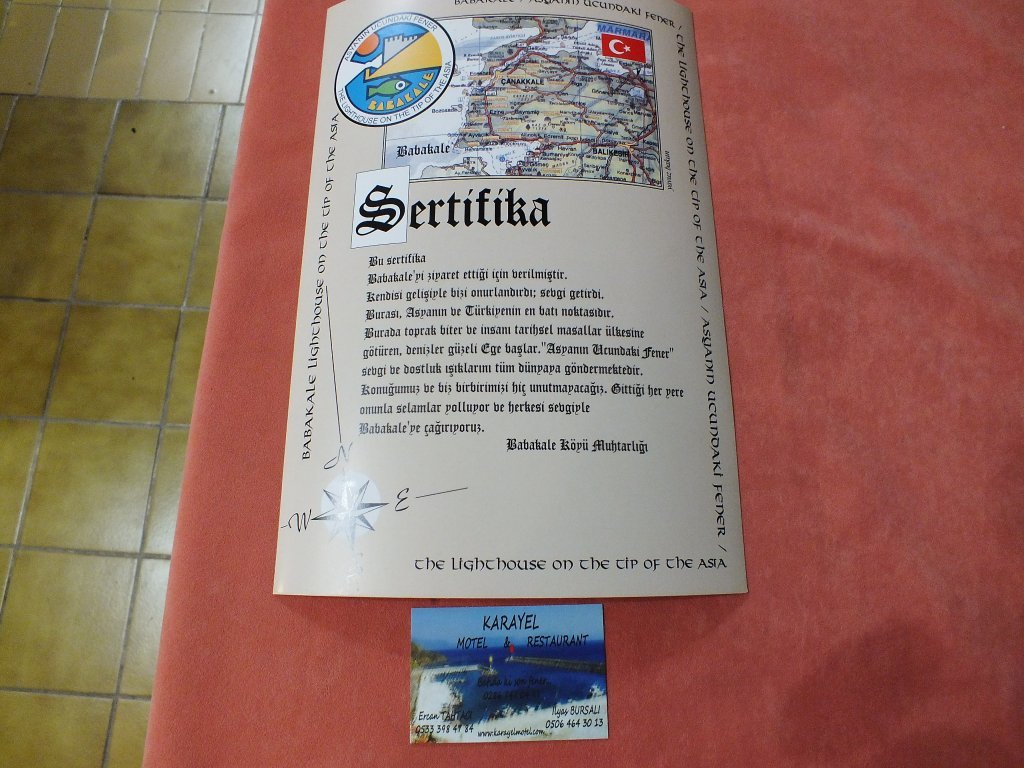 BABAKALE / ASYANIN UCUNDAKİ FENER /
ASYANIN UCUNDAKİ FENER
BABAKALE
THE LIGHTHOUSE ON THE TIP OF THE ASIA
MARMARA
ÇANAKKALE
BALIKESİR
Babakale
Sertifika
Bu sertifika
Babakale'yi ziyaret ettiği için verilmiştir.
Kendisi gelişiyle bizi onurlandırdı; sevgi getirdi.
Burası, Asyanın ve Türkiyenin en batı noktasıdır.
Burada toprak biter ve insanı tarihsel masallar ülkesine
götüren, denizler güzeli Ege başlar."Asyanın Ucundaki Fener"
sevgi ve dostluk ışıklarını tüm dünyaya göndermektedir.
Konuğumuz ve biz birbirimizi hiç unutmayacağız. Gittiği her yere
onunla selamlar yolluyor ve herkesi sevgiyle
Babakale'ye çağırıyoruz.
Babakale Köyü Muhtarlığı
N
W E
BABAKALE LIGHTHOUSE ON THE TIP OF THE ASIA
THE LIGHTHOUSE ON THE TIP OF THE ASIA / ASYANIN UCUNDAKİ FENER /
THE LIGHTHOUSE ON THE TIP OF THE ASIA
KARAYEL
MOTEL & RESTAURANT
son fener
Ercan
İlyas BURSALI
0533 398 47 84
0506 464 30 13
www.karayelmotel.com